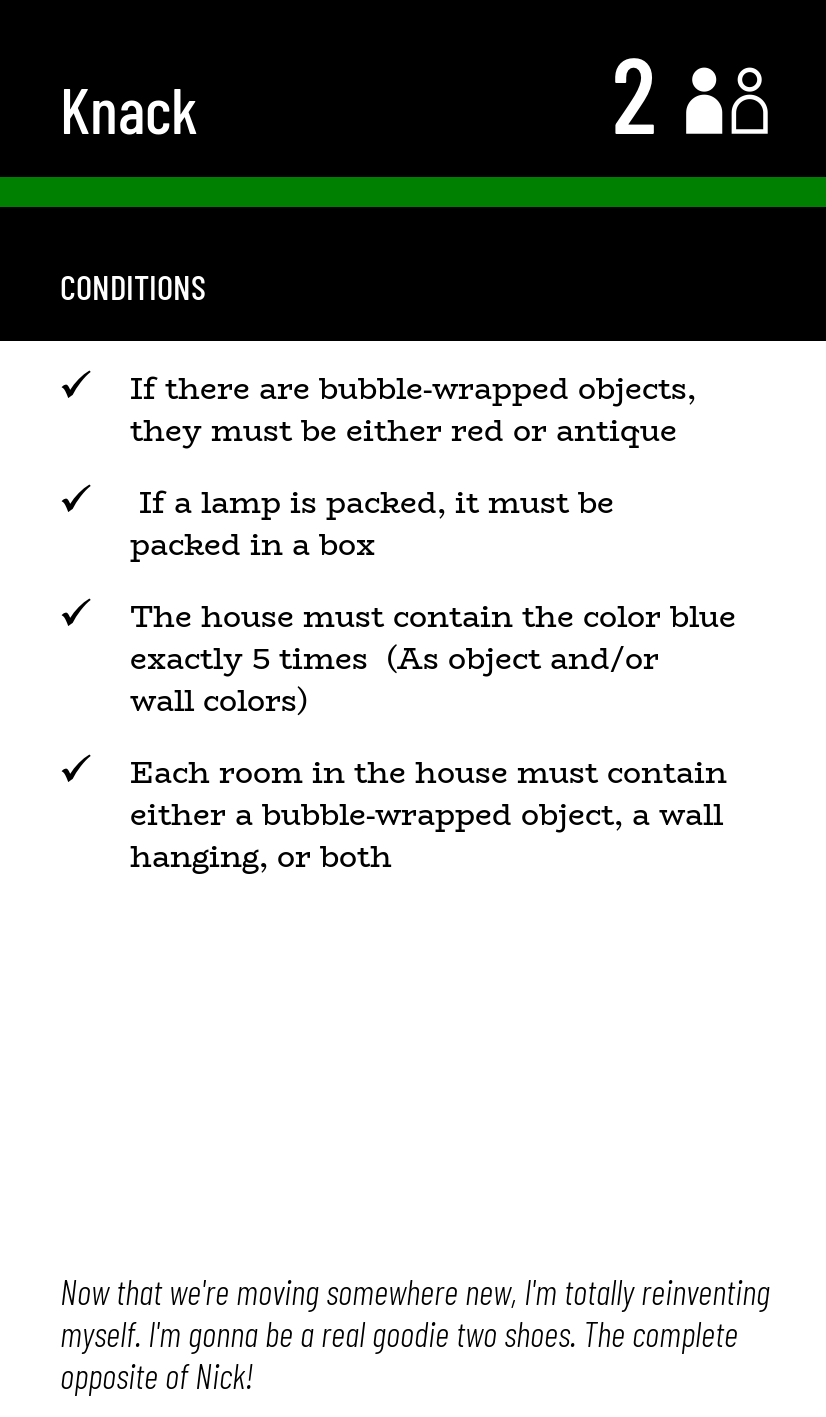 Knack
2
CONDITIONS
✓ If there are bubble-wrapped objects,
they must be either red or antique
✓ If a lamp is packed, it must be
packed in a box
✓ The house must contain the color blue
exactly 5 times  (As object and/or
wall colors)
✓ Each room in the house must contain
either a bubble-wrapped object, a wall
hanging, or both
Now that we're moving somewhere new, I'm totally reinventing
myself. I'm gonna be a real goodie two shoes. The complete
opposite of Nick!